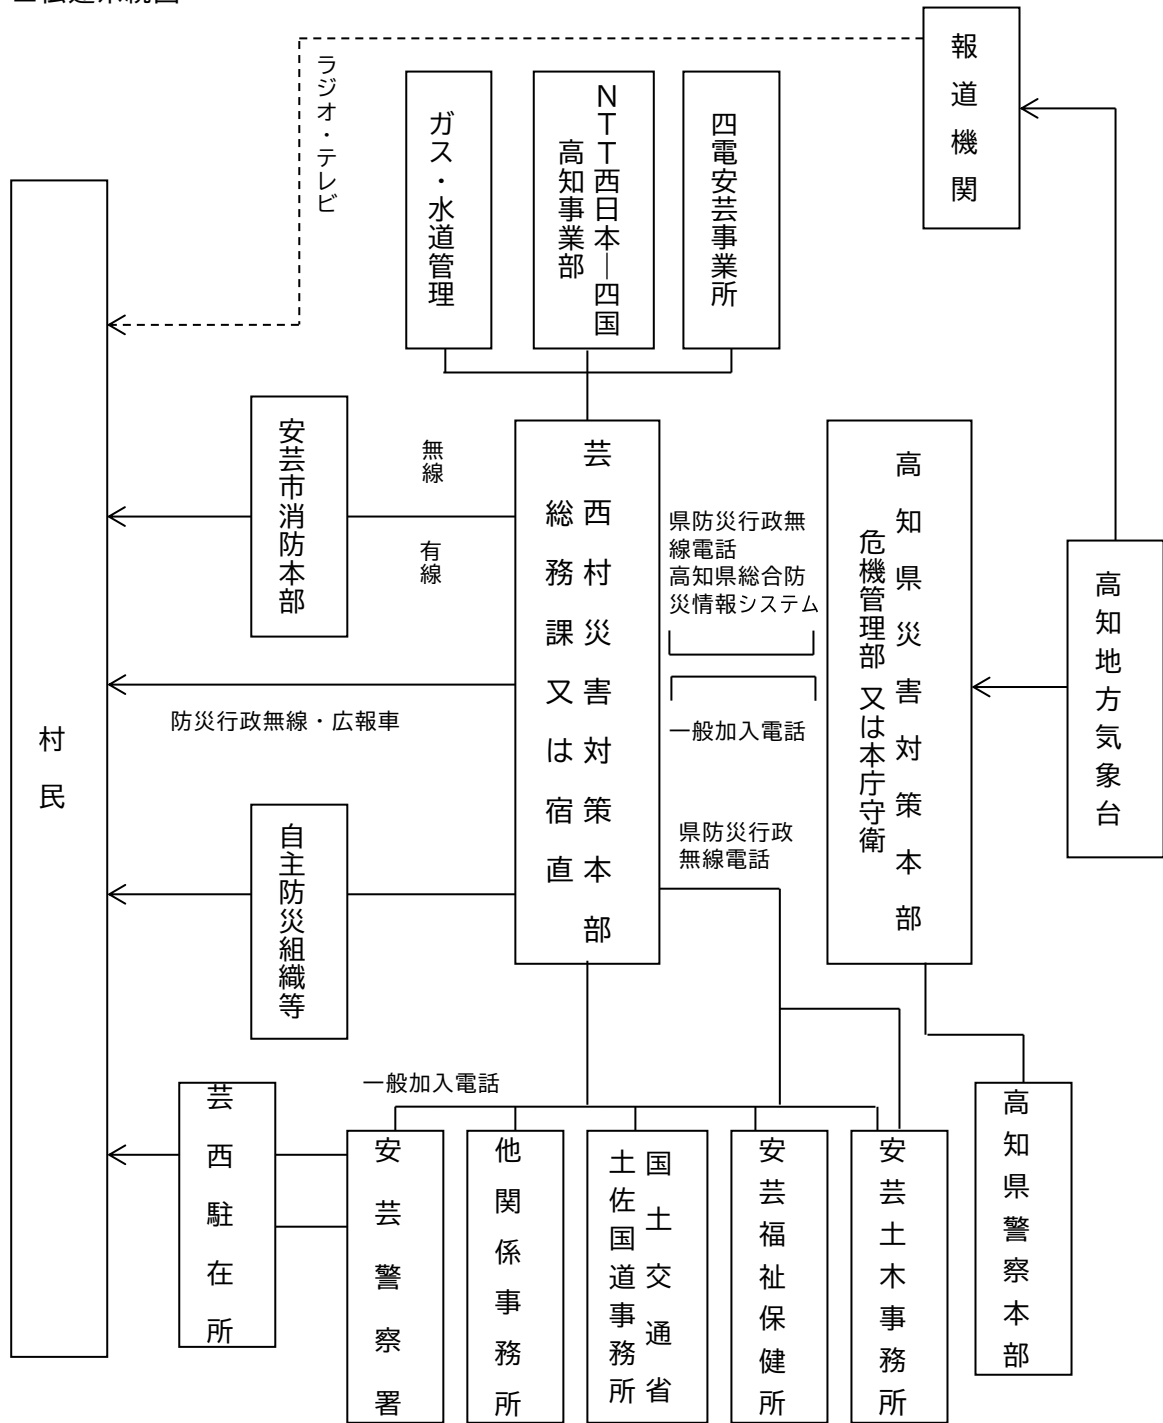 報道機関
ラジオ・テレビ
ガス・水道管理
NTT西日本―四国
高知事業部
四電安芸事業所
村民
安芸市消防本部
無線
有線
芸西村災害対策本部
総務課又は宿直
県防災行政無
線電話
高知県総合防
災情報システム
高知県災害対策本部
危機管理部 又は本庁守衛
高知地方気象台
防災行政無線・広報車
一般加入電話
県防災行政
無線電話
自主防災組織等
一般加入電話
芸西駐在所
安芸警察署
他関係事務所
国土交通省
土佐国道事務所
安芸福祉保健所
安芸土木事務所
高知県警察本部